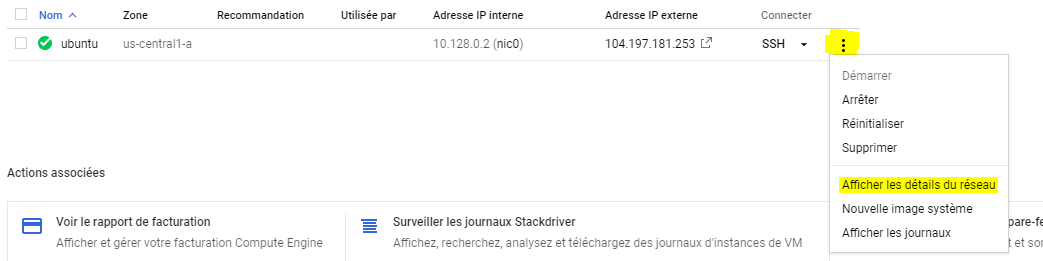 Nom Zone Recommandation Utilisée par Adresse IP interne Adresse IP externe Connecter
ubuntu us-central1-a 10.128.0.2 (nic0) 104.197.181.253 SSH
Démarrer
Arrêter
Réinitialiser
Supprimer
Afficher les détails du réseau
Nouvelle image système
Afficher les journaux
Actions associées
Voir le rapport de facturation
Afficher et gérer votre facturation Compute Engine
Surveiller les journaux Stackdriver
Affichez, recherchez, analysez et téléchargez des journaux d'instances de VM
pare-fe
t et son